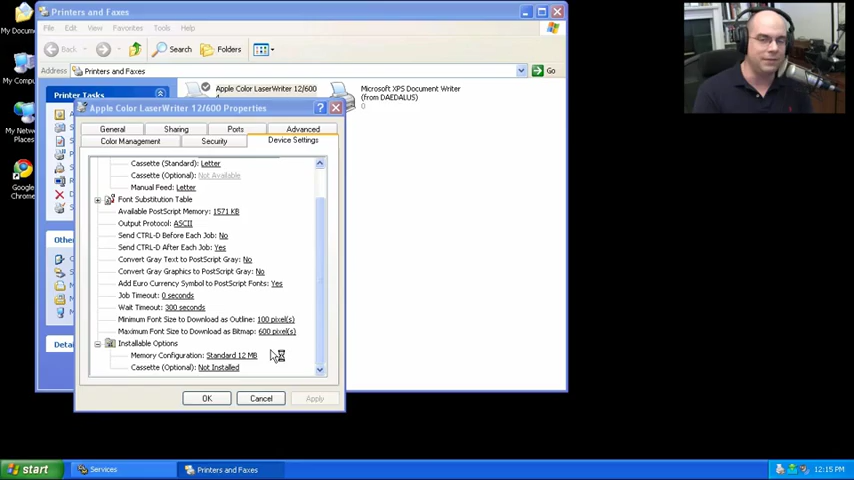 My Docum
My Compu
My Netw
Places
Recycle
Google
Chrome
Printers and Faxes
File Edit View Favorites Tools Help
Back Search Folders
Address Printers and Faxes Go
Printer Tasks
Other
Apple Color LaserWriter 12/600
Microsoft XPS Document Writer
(from DAEDALUS)
0
Apple Color LaserWriter 12/600 Properties
General Sharing Ports Advanced
Color Management Security Device Settings
Cassette (Standard): Letter
Cassette (Optional): Not Available
Manual Feed: Letter
Font Substitution Table
Available PostScript Memory: 1571 KB
Output Protocol: ASCII
Send CTRL-D Before Each Job: No
Send CTRL-D After Each Job: Yes
Convert Gray Text to PostScript Gray: No
Convert Gray Graphics to PostScript Gray: No
Add Euro Currency Symbol to PostScript Fonts: Yes
Job Timeout: 0 seconds
Wait Timeout: 300 seconds
Minimum Font Size to Download as Outline: 100 pixel(s)
Maximum Font Size to Download as Bitmap: 600 pixel(s)
Installable Options
Memory Configuration: Standard 12 MB
Cassette (Optional): Not Installed
OK Cancel Apply
start Services Printers and Faxes 12:15 PM